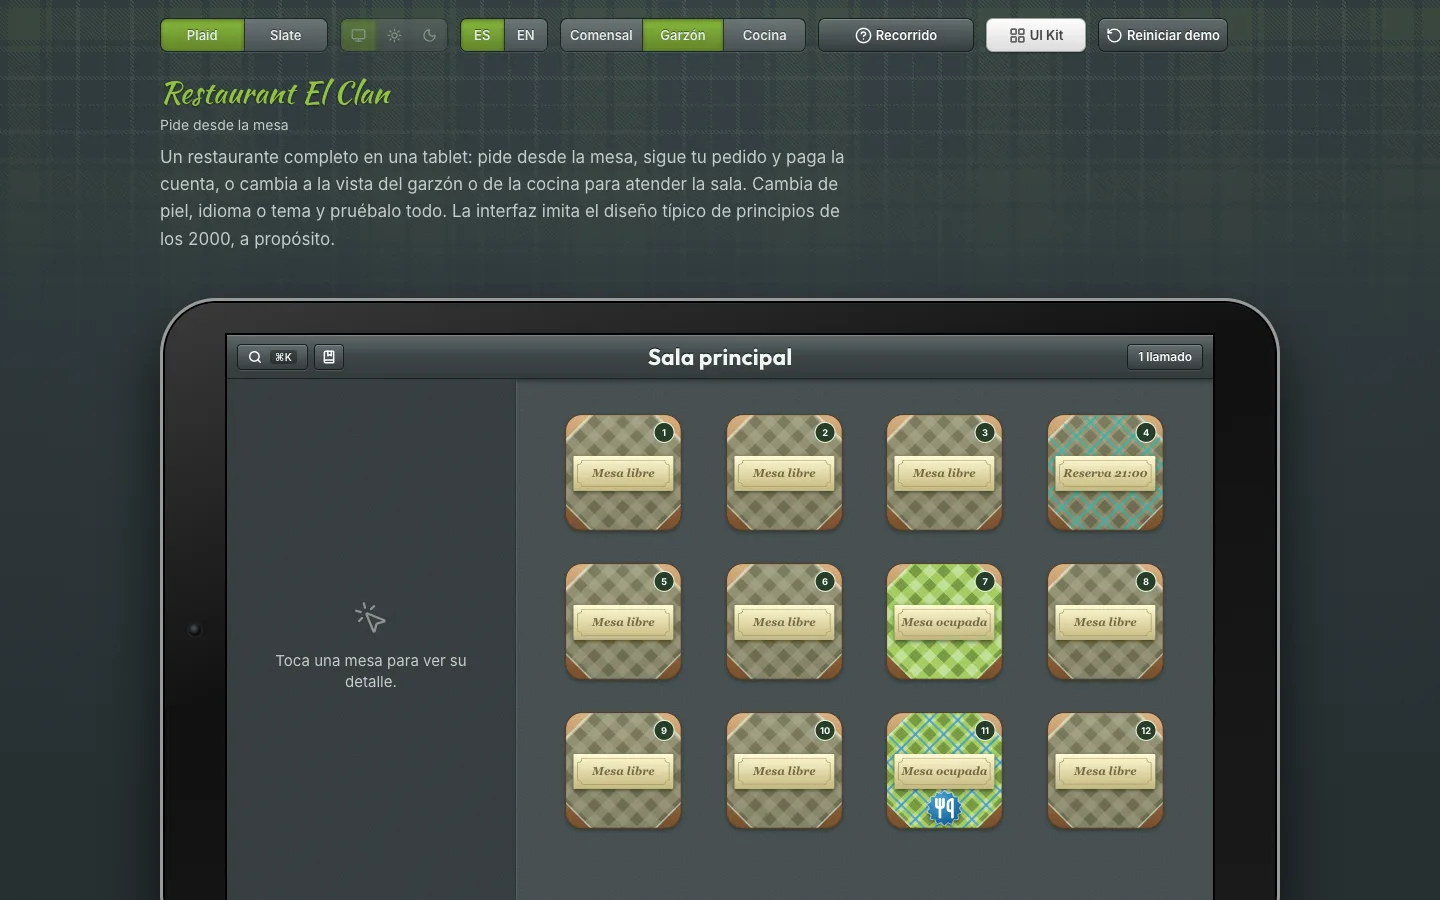 Plaid
Slate
ES
EN
Comensal
Garzón
Cocina
Recorrido
UI Kit
Reiniciar demo
Restaurant El Clan
Pide desde la mesa
Un restaurante completo en una tablet: pide desde la mesa, sigue tu pedido y paga la
cuenta, o cambia a la vista del garzón o de la cocina para atender la sala. Cambia de
piel, idioma o tema y pruébalo todo. La interfaz imita el diseño típico de principios de
los 2000, a propósito.
⌘K
Sala principal
1 llamado
Toca una mesa para ver su
detalle.
1
Mesa libre
2
Mesa libre
3
Mesa libre
4
Reserva 21:00
5
Mesa libre
6
Mesa libre
7
Mesa ocupada
8
Mesa libre
9
Mesa libre
10
Mesa libre
11
Mesa ocupada
12
Mesa libre